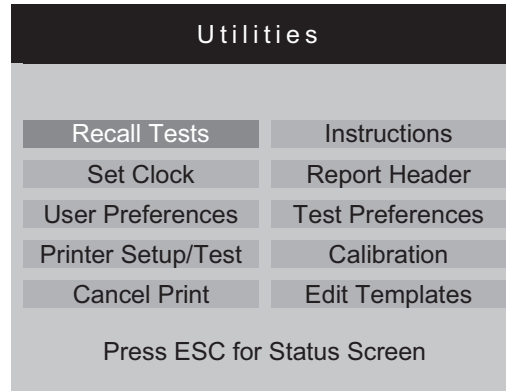 Utilities
Recall Tests Instructions
Set Clock Report Header
User Preferences Test Preferences
Printer Setup/Test Calibration
Cancel Print Edit Templates
Press ESC for Status Screen